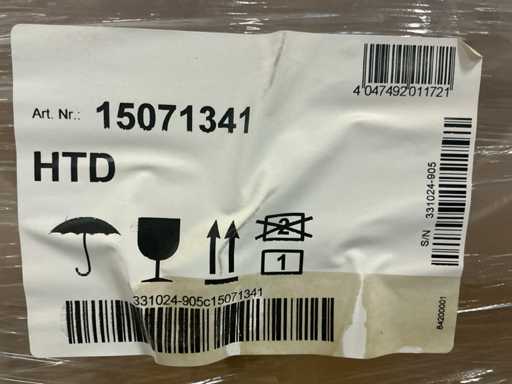 4 047492 011721
Art. Nr.: 15071341
HTD
S/N 331024-905
2
1
331024-905c15071341
84200001